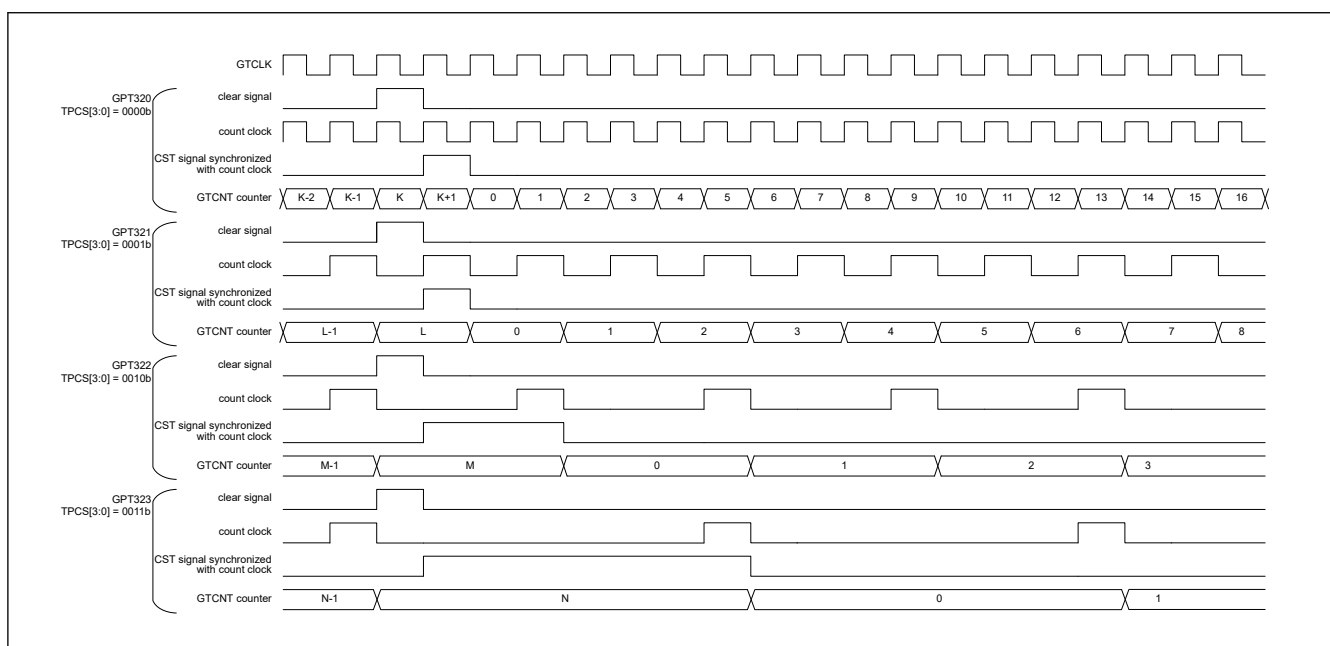 GTCLK
GPT320
TPCS[3:0] = 0000b
clear signal
count clock
CST signal synchronized
with count clock
GTCNT counter
K-2 K-1 K K+1 0 1 2 3 4 5 6 7 8 9 10 11 12 13 14 15 16
GPT321
TPCS[3:0] = 0001b
clear signal
count clock
CST signal synchronized
with count clock
GTCNT counter
L-1 L 0 1 2 3 4 5 6 7 8
GPT322
TPCS[3:0] = 0010b
clear signal
count clock
CST signal synchronized
with count clock
GTCNT counter
M-1 M 0 1 2 3
GPT323
TPCS[3:0] = 0011b
clear signal
count clock
CST signal synchronized
with count clock
GTCNT counter
N-1 N 0 1